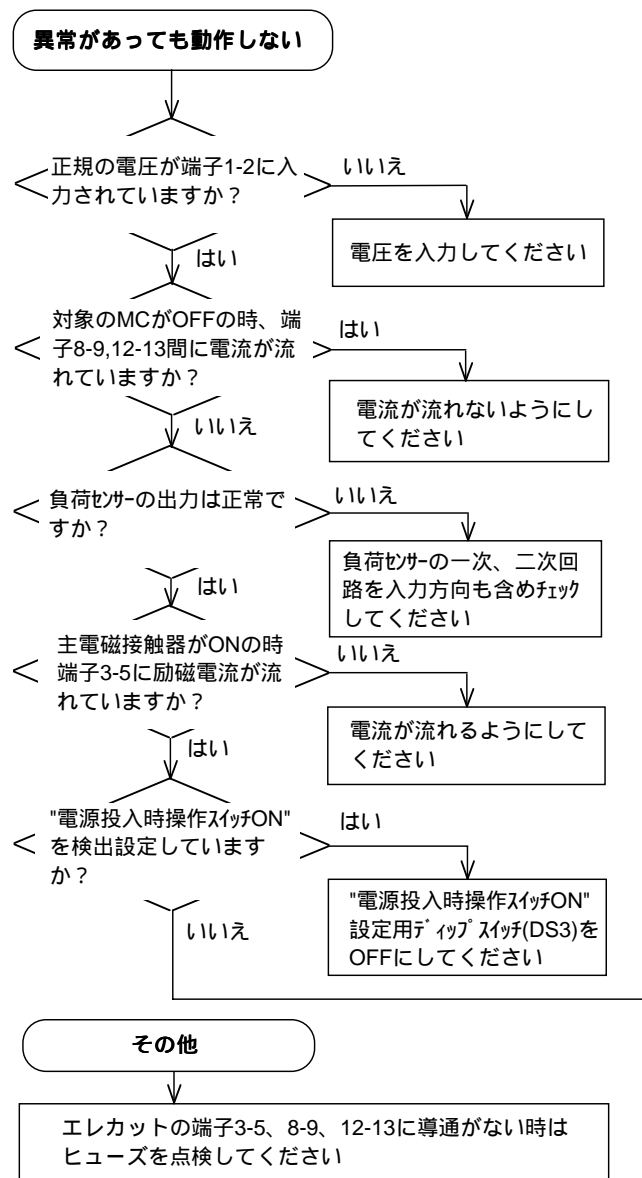 異常があっても動作しない
正規の電圧が端子1-2に入
力されていますか？
いいえ
電圧を入力してください
はい
対象のMCがOFFの時、端
子8-9,12-13間に電流が流
れていますか？
はい
電流が流れないようにし
てください
いいえ
負荷ｾﾝｻｰの出力は正常で
すか？
いいえ
負荷ｾﾝｻｰの一次、二次回
路を入力方向も含めﾁｪｯｸ
してください
はい
主電磁接触器がONの時
端子3-5に励磁電流が流
れていますか？
いいえ
電流が流れるようにして
ください
はい
"電源投入時操作ｽｲｯﾁON"
を検出設定しています
か？
はい
"電源投入時操作ｽｲｯﾁON"
設定用ﾃﾞｨｯﾌﾟｽｲｯﾁ(DS3)を
OFFにしてください
いいえ
その他
エレカットの端子3-5、8-9、12-13に導通がない時は
ヒューズを点検してください